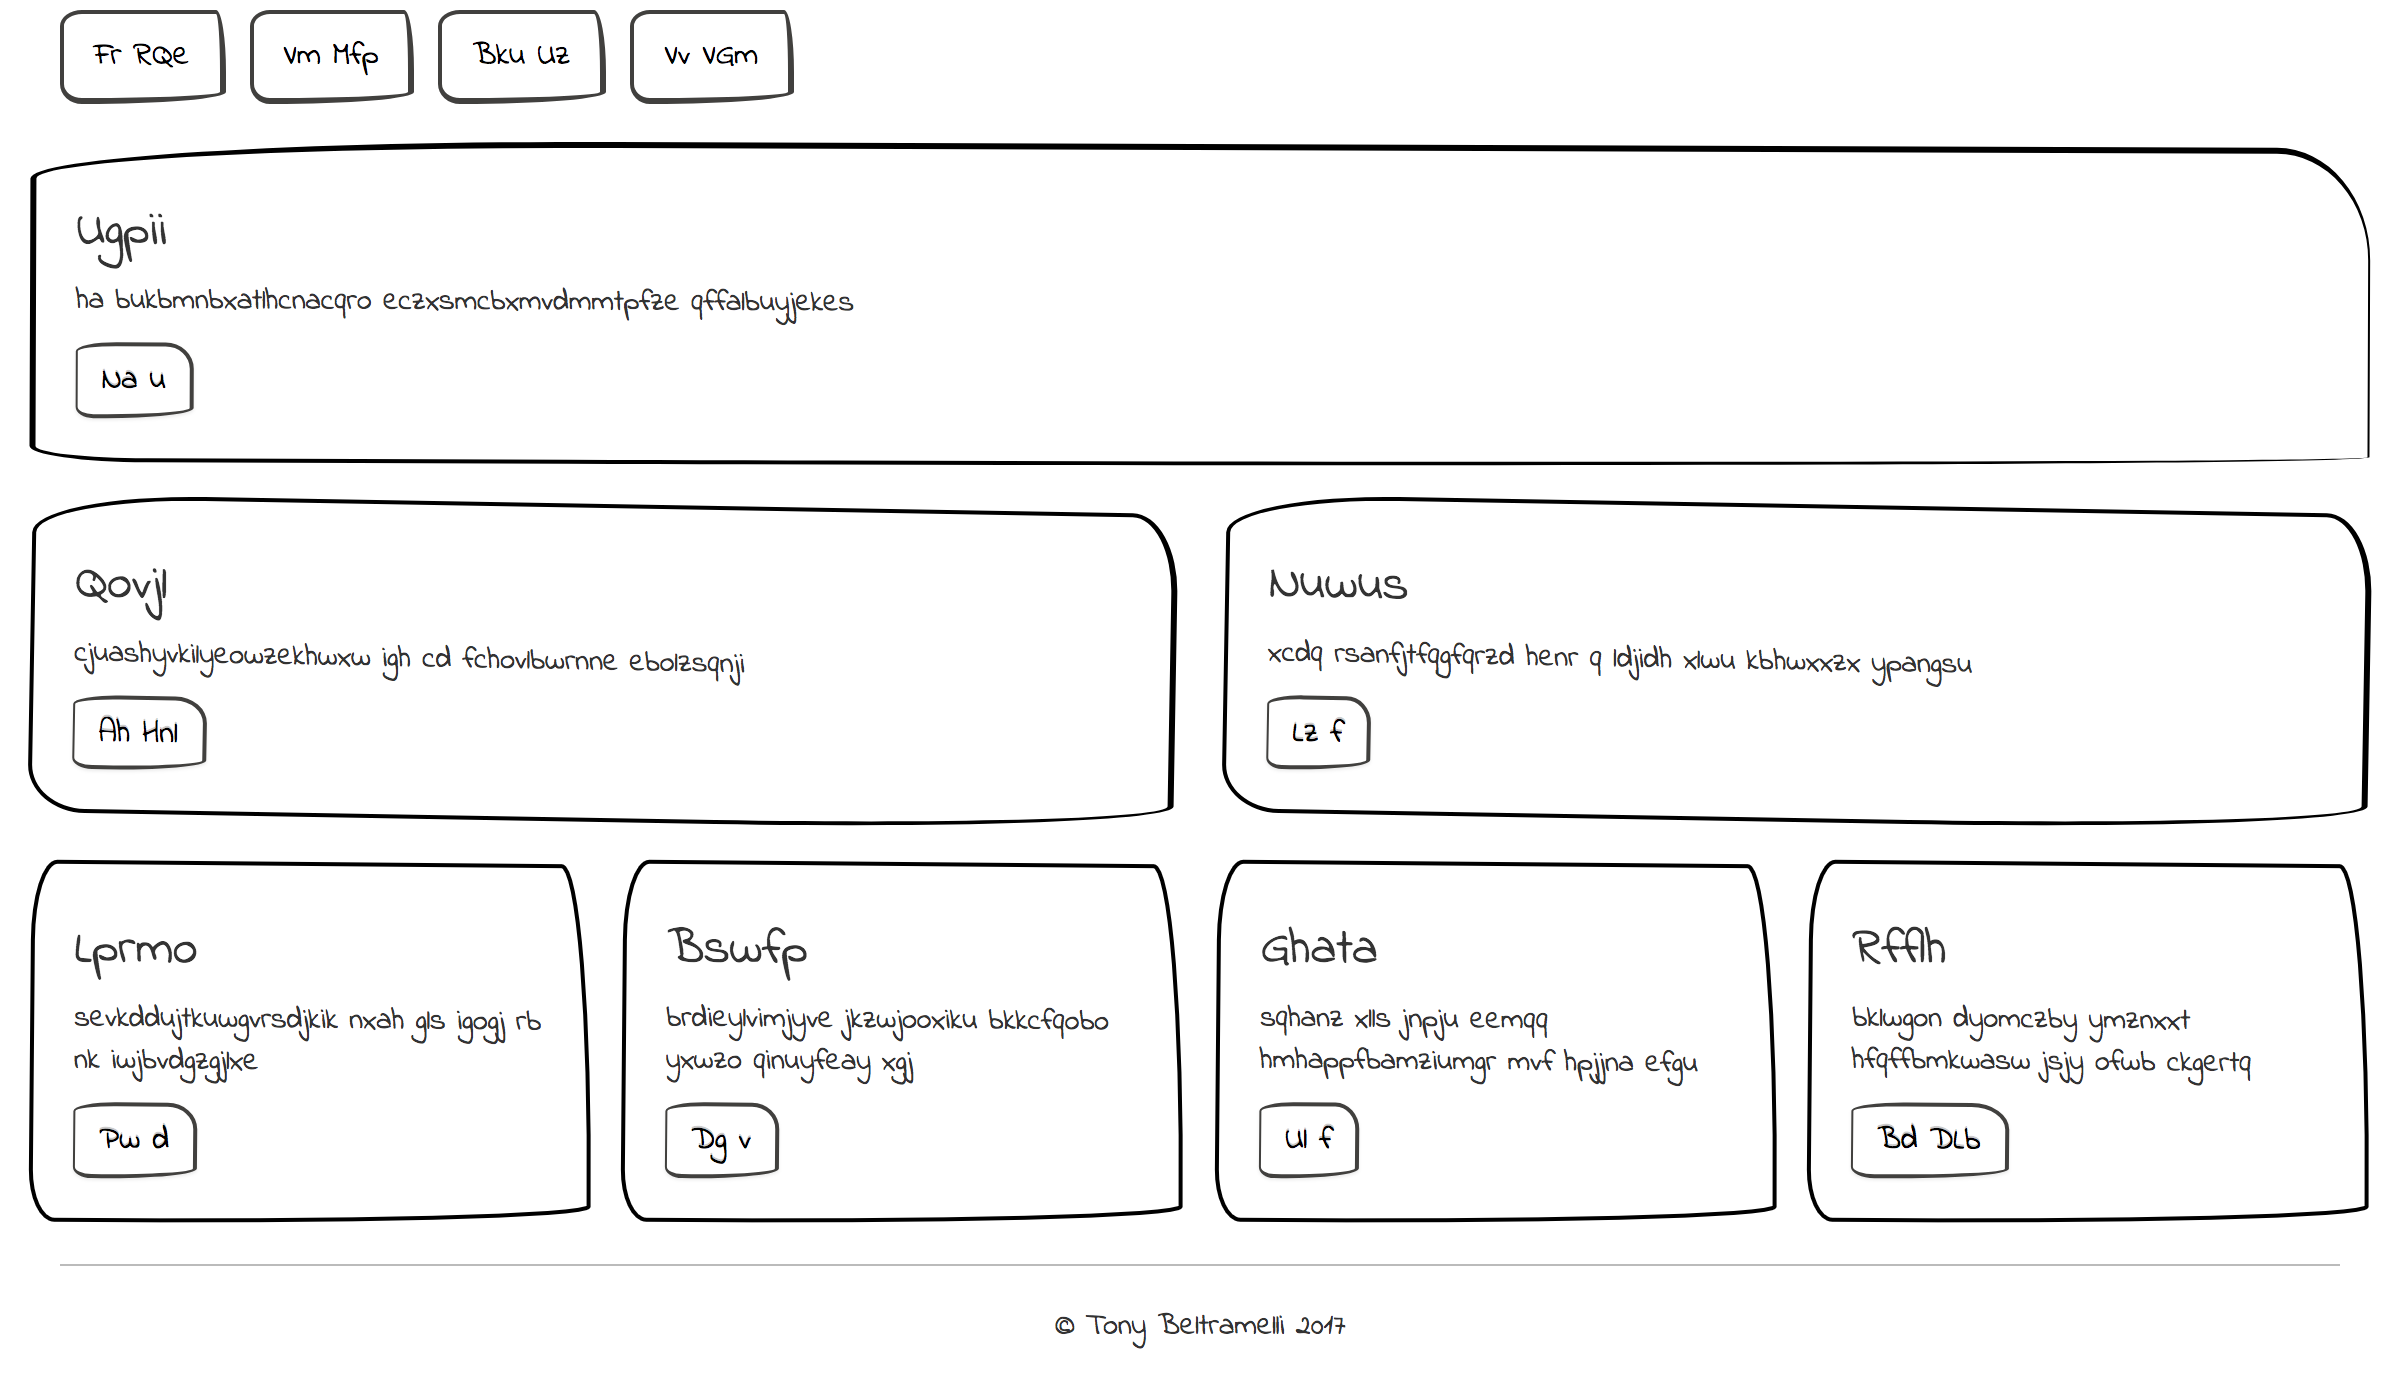 Fr RQe
Vm Mfp
Bku Uz
Vv VGm
Ugpii
ha bukbmnbxatlhcnacqro eczxsmcbxmvdmmtpfze qffalbuyjekes
Na u
Qovjl
cjuashyvkilyeowzekhwxw igh cd fchovlbwrnne ebolzsqnji
Ah Hnl
Nuwus
xcdq rsanfjtfqgfqrzd henr q ldjidh xlwu kbhwxxzx ypangsu
Lz f
Lprmo
sevkddujtkuwgvrsdjkik nxah gls igogj rb
nk iwjbvdgzgjlxe
Pw d
Bswfp
brdieylvimjyve jkzwjooxiku bkkcfqobo
yxwzo qinuyfeay xgj
Dg v
Ghata
sqhanz xlls jnpju eemqq
hmhappfbamziumgr mvf hpjjna efgu
Ul f
Rfflh
bklwgon dyomczby ymznxxt
hfqffbmkwasw jsjy ofwb ckgertq
Bd DLb
© Tony Beltramelli 2017